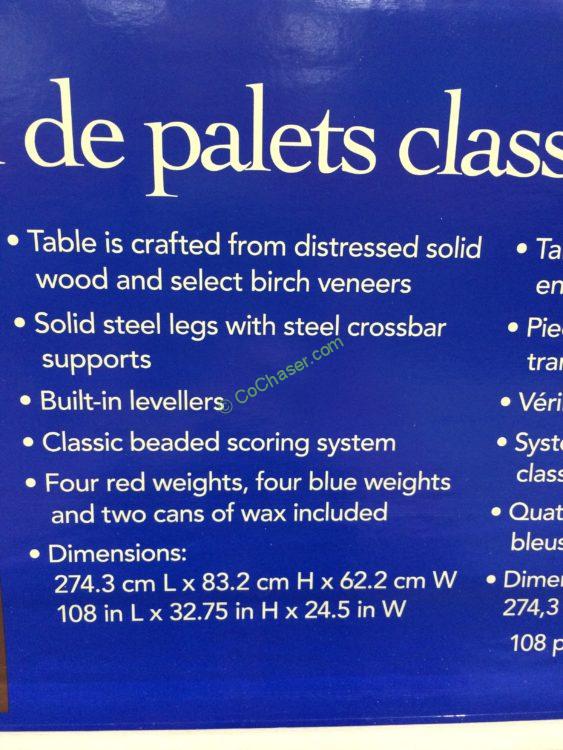 de palets class
• Table is crafted from distressed solid
wood and select birch veneers
• Solid steel legs with steel crossbar
supports
• Built-in levellers
© CoChaser.com
• Classic beaded scoring system
• Four red weights, four blue weights
and two cans of wax included
• Dimensions:
274.3 cm L x 83.2 cm H x 62.2 cm W
108 in L x 32.75 in H x 24.5 in W
• Ta
en
• Pie
tran
• Véri
• Syst
class
• Quat
bleus
• Dimen
274,3
108 p